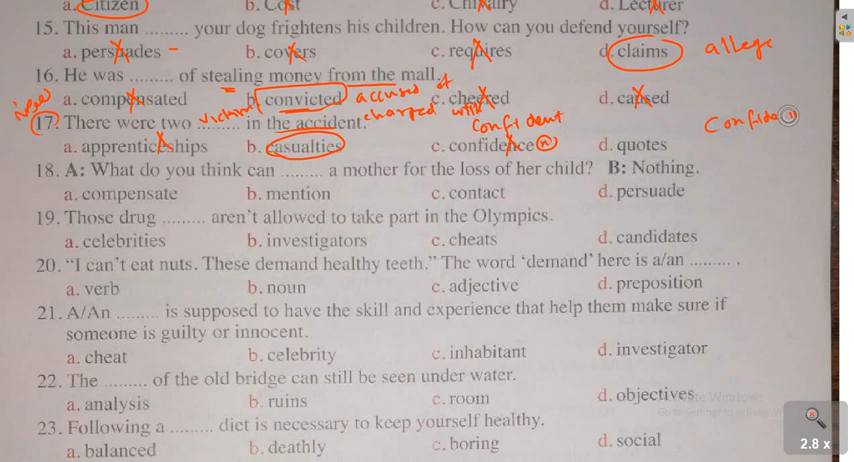 a. Citizen b. Cost d. Lecturer
15. This man ......... your dog frightens his children. How can you defend yourself?
a. persuades b. covers c. requires d. claims allege
16. He was ......... of stealing money from the mall.
a. compensated b. convicted accused of c. cheered d. caused
victim charged with
17. There were two ......... in the accident. confident
a. apprenticeships b. casualties c. confidence n d. quotes
18. A: What do you think can ......... a mother for the loss of her child? B: Nothing.
a. compensate b. mention c. contact d. persuade
19. Those drug ......... aren't allowed to take part in the Olympics.
a. celebrities b. investigators c. cheats d. candidates
20. “I can't eat nuts. These demand healthy teeth.” The word ‘demand’ here is a/an ......... .
a. verb b. noun c. adjective d. preposition
21. A/An ......... is supposed to have the skill and experience that help them make sure if
someone is guilty or innocent.
a. cheat b. celebrity c. inhabitant d. investigator
22. The ......... of the old bridge can still be seen under water.
a. analysis b. ruins c. room d. objectives
23. Following a ......... diet is necessary to keep yourself healthy.
a. balanced b. deathly c. boring d. social
2.8 x